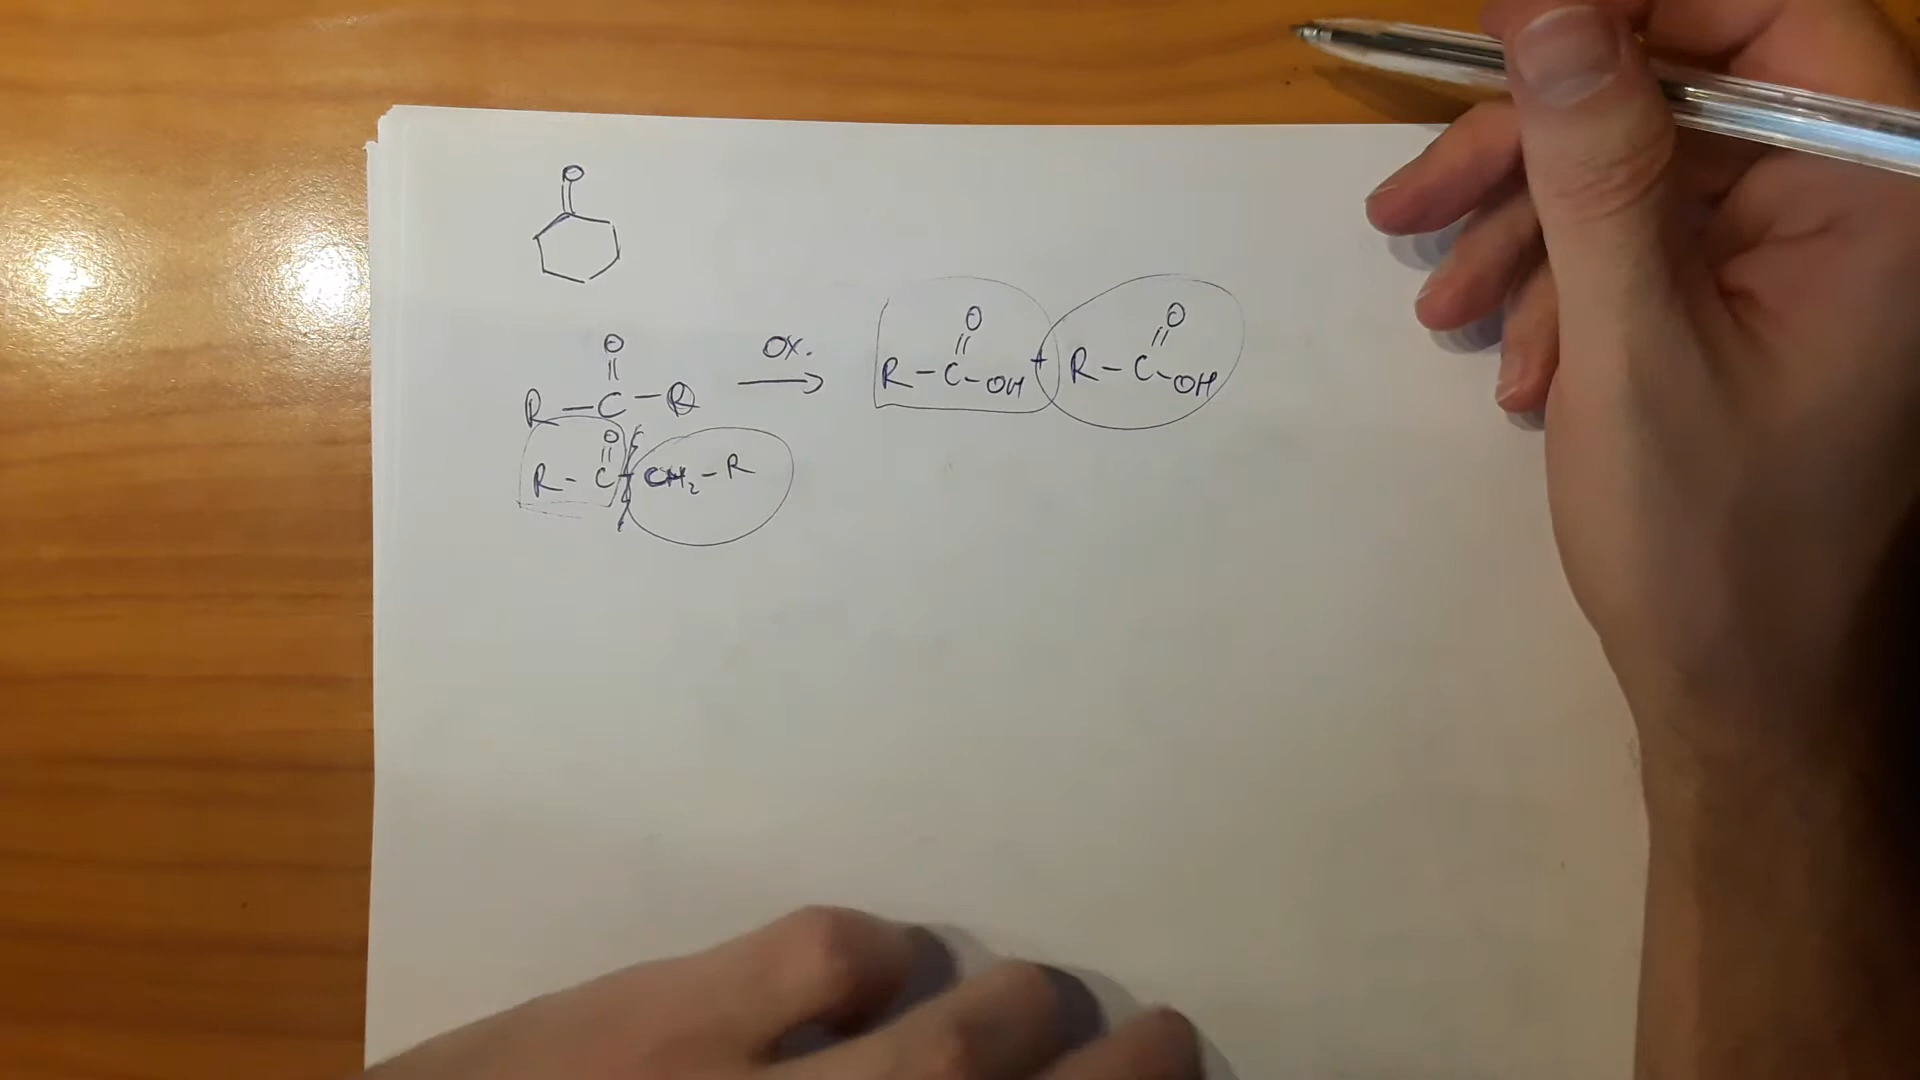 O
O
||
R - C - R
OX.
O
||
R - C - OH + R - C - OH
O
||
R - C - CH₂ - R